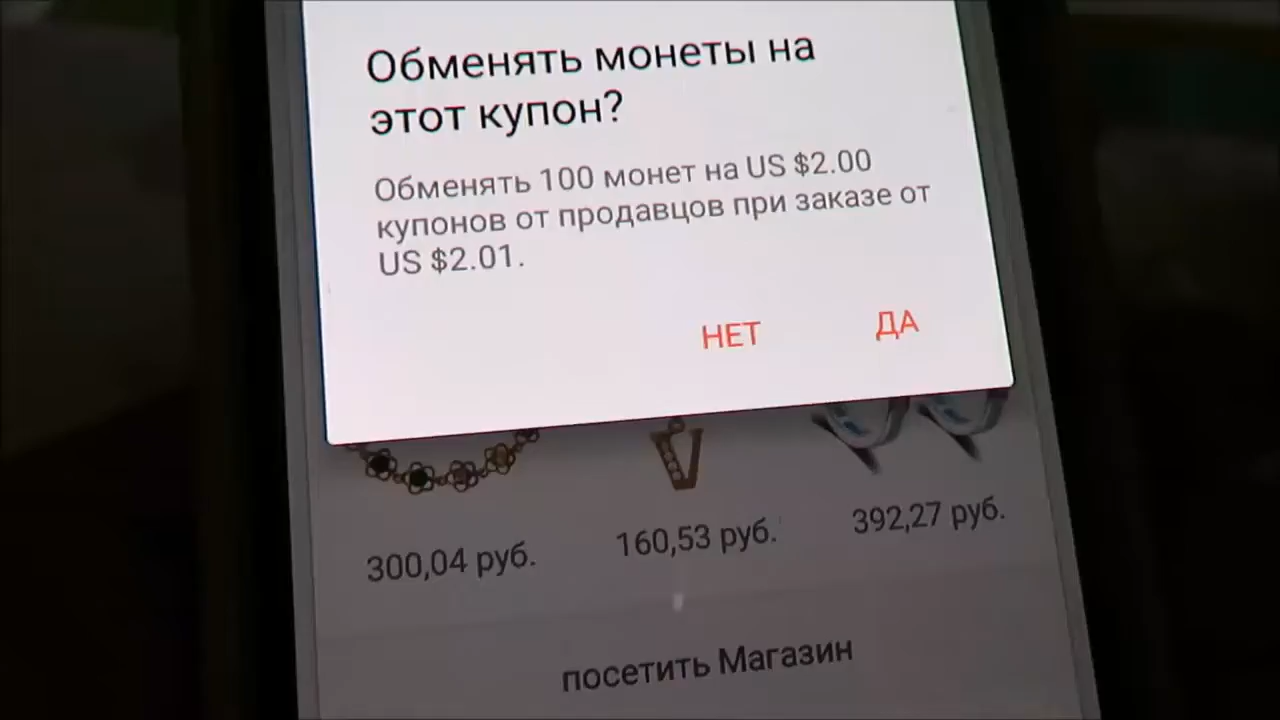 Обменять монеты на
этот купон?
Обменять 100 монет на US $2.00
купонов от продавцов при заказе от
US $2.01.
НЕТ ДА
300,04 руб. 160,53 руб. 392,27 руб.
посетить Магазин